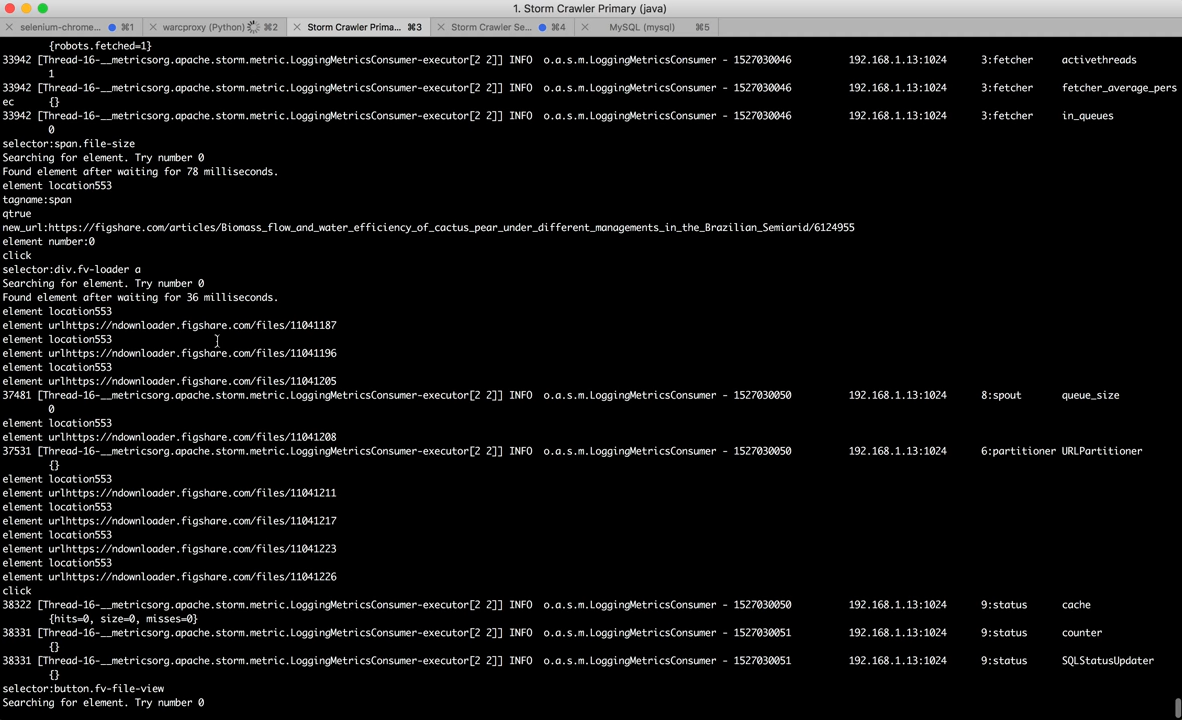 1. Storm Crawler Primary (java)
selenium-chrome... ⌘1 warcproxy (Python) ⌘2 Storm Crawler Prima... ⌘3 Storm Crawler Se... ⌘4 MySQL (mysql) ⌘5
{robots.fetched=1}
33942 [Thread-16-__metricsorg.apache.storm.metric.LoggingMetricsConsumer-executor[2 2]] INFO o.a.s.m.LoggingMetricsConsumer - 1527030046 192.168.1.13:1024 3:fetcher activethreads
1
33942 [Thread-16-__metricsorg.apache.storm.metric.LoggingMetricsConsumer-executor[2 2]] INFO o.a.s.m.LoggingMetricsConsumer - 1527030046 192.168.1.13:1024 3:fetcher fetcher_average_pers
ec {}
33942 [Thread-16-__metricsorg.apache.storm.metric.LoggingMetricsConsumer-executor[2 2]] INFO o.a.s.m.LoggingMetricsConsumer - 1527030046 192.168.1.13:1024 3:fetcher in_queues
0
selector:span.file-size
Searching for element. Try number 0
Found element after waiting for 78 milliseconds.
element location553
tagname:span
qtrue
new_url:https://figshare.com/articles/Biomass_flow_and_water_efficiency_of_cactus_pear_under_different_managements_in_the_Brazilian_Semiarid/6124955
element number:0
click
selector:div.fv-loader a
Searching for element. Try number 0
Found element after waiting for 36 milliseconds.
element location553
element urlhttps://ndownloader.figshare.com/files/11041187
element location553
element urlhttps://ndownloader.figshare.com/files/11041196
element location553
element urlhttps://ndownloader.figshare.com/files/11041205
37481 [Thread-16-__metricsorg.apache.storm.metric.LoggingMetricsConsumer-executor[2 2]] INFO o.a.s.m.LoggingMetricsConsumer - 1527030050 192.168.1.13:1024 8:spout queue_size
0
element location553
element urlhttps://ndownloader.figshare.com/files/11041208
37531 [Thread-16-__metricsorg.apache.storm.metric.LoggingMetricsConsumer-executor[2 2]] INFO o.a.s.m.LoggingMetricsConsumer - 1527030050 192.168.1.13:1024 6:partitioner URLPartitioner
{}
element location553
element urlhttps://ndownloader.figshare.com/files/11041211
element location553
element urlhttps://ndownloader.figshare.com/files/11041217
element location553
element urlhttps://ndownloader.figshare.com/files/11041223
element location553
element urlhttps://ndownloader.figshare.com/files/11041226
click
38322 [Thread-16-__metricsorg.apache.storm.metric.LoggingMetricsConsumer-executor[2 2]] INFO o.a.s.m.LoggingMetricsConsumer - 1527030050 192.168.1.13:1024 9:status cache
{hits=0, size=0, misses=0}
38331 [Thread-16-__metricsorg.apache.storm.metric.LoggingMetricsConsumer-executor[2 2]] INFO o.a.s.m.LoggingMetricsConsumer - 1527030051 192.168.1.13:1024 9:status counter
{}
38331 [Thread-16-__metricsorg.apache.storm.metric.LoggingMetricsConsumer-executor[2 2]] INFO o.a.s.m.LoggingMetricsConsumer - 1527030051 192.168.1.13:1024 9:status SQLStatusUpdater
{}
selector:button.fv-file-view
Searching for element. Try number 0